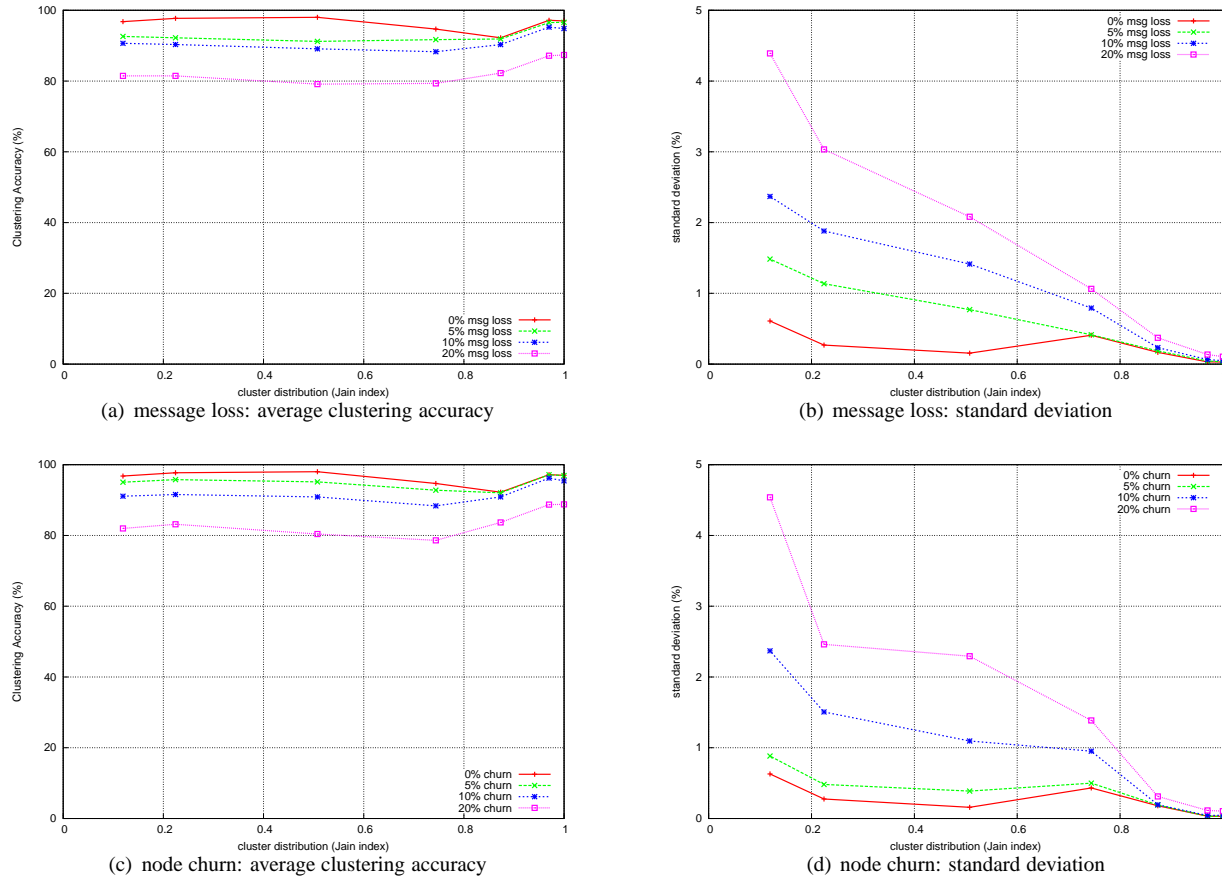 100
80
60
40
20
0
Clustering Accuracy (%)
0% msg loss
5% msg loss
10% msg loss
20% msg loss
0 0.2 0.4 0.6 0.8 1
cluster distribution (Jain index)
(a) message loss: average clustering accuracy
5
4
3
2
1
0
standard deviation (%)
0% msg loss
5% msg loss
10% msg loss
20% msg loss
0 0.2 0.4 0.6 0.8 1
cluster distribution (Jain index)
(b) message loss: standard deviation
100
80
60
40
20
0
Clustering Accuracy (%)
0% churn
5% churn
10% churn
20% churn
0 0.2 0.4 0.6 0.8 1
cluster distribution (Jain index)
(c) node churn: average clustering accuracy
5
4
3
2
1
0
standard deviation (%)
0% churn
5% churn
10% churn
20% churn
0 0.2 0.4 0.6 0.8 1
cluster distribution (Jain index)
(d) node churn: standard deviation